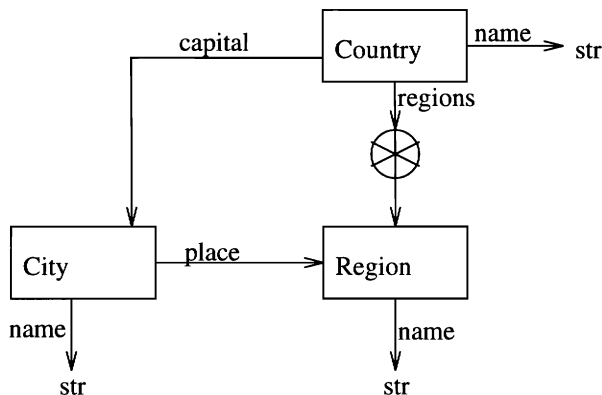 capital
Country
name
str
regions
City
place
Region
name
name
str
str